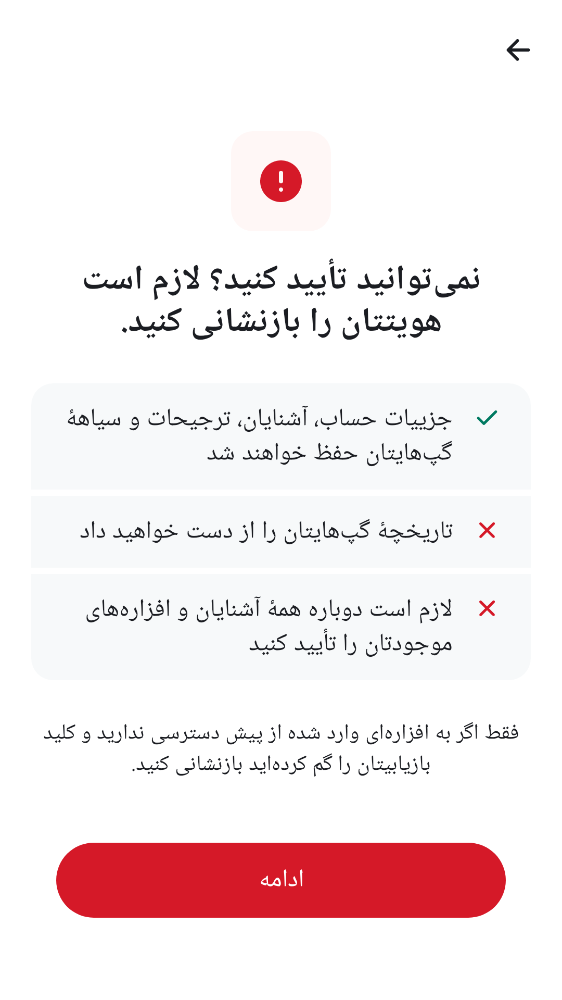 نمی‌توانید تأیید کنید؟ لازم است
هویتتان را بازنشانی کنید.
جزییات حساب، آشنایان، ترجیحات و سیاههٔ
گپ‌هایتان حفظ خواهند شد
تاریخچهٔ گپ‌هایتان را از دست خواهید داد
لازم است دوباره همهٔ آشنایان و افزاره‌های
موجودتان را تأیید کنید
فقط اگر به افزاره‌ای وارد شده از پیش دسترسی ندارید و کلید
بازیابیتان را گم کرده‌اید بازنشانی کنید.
ادامه